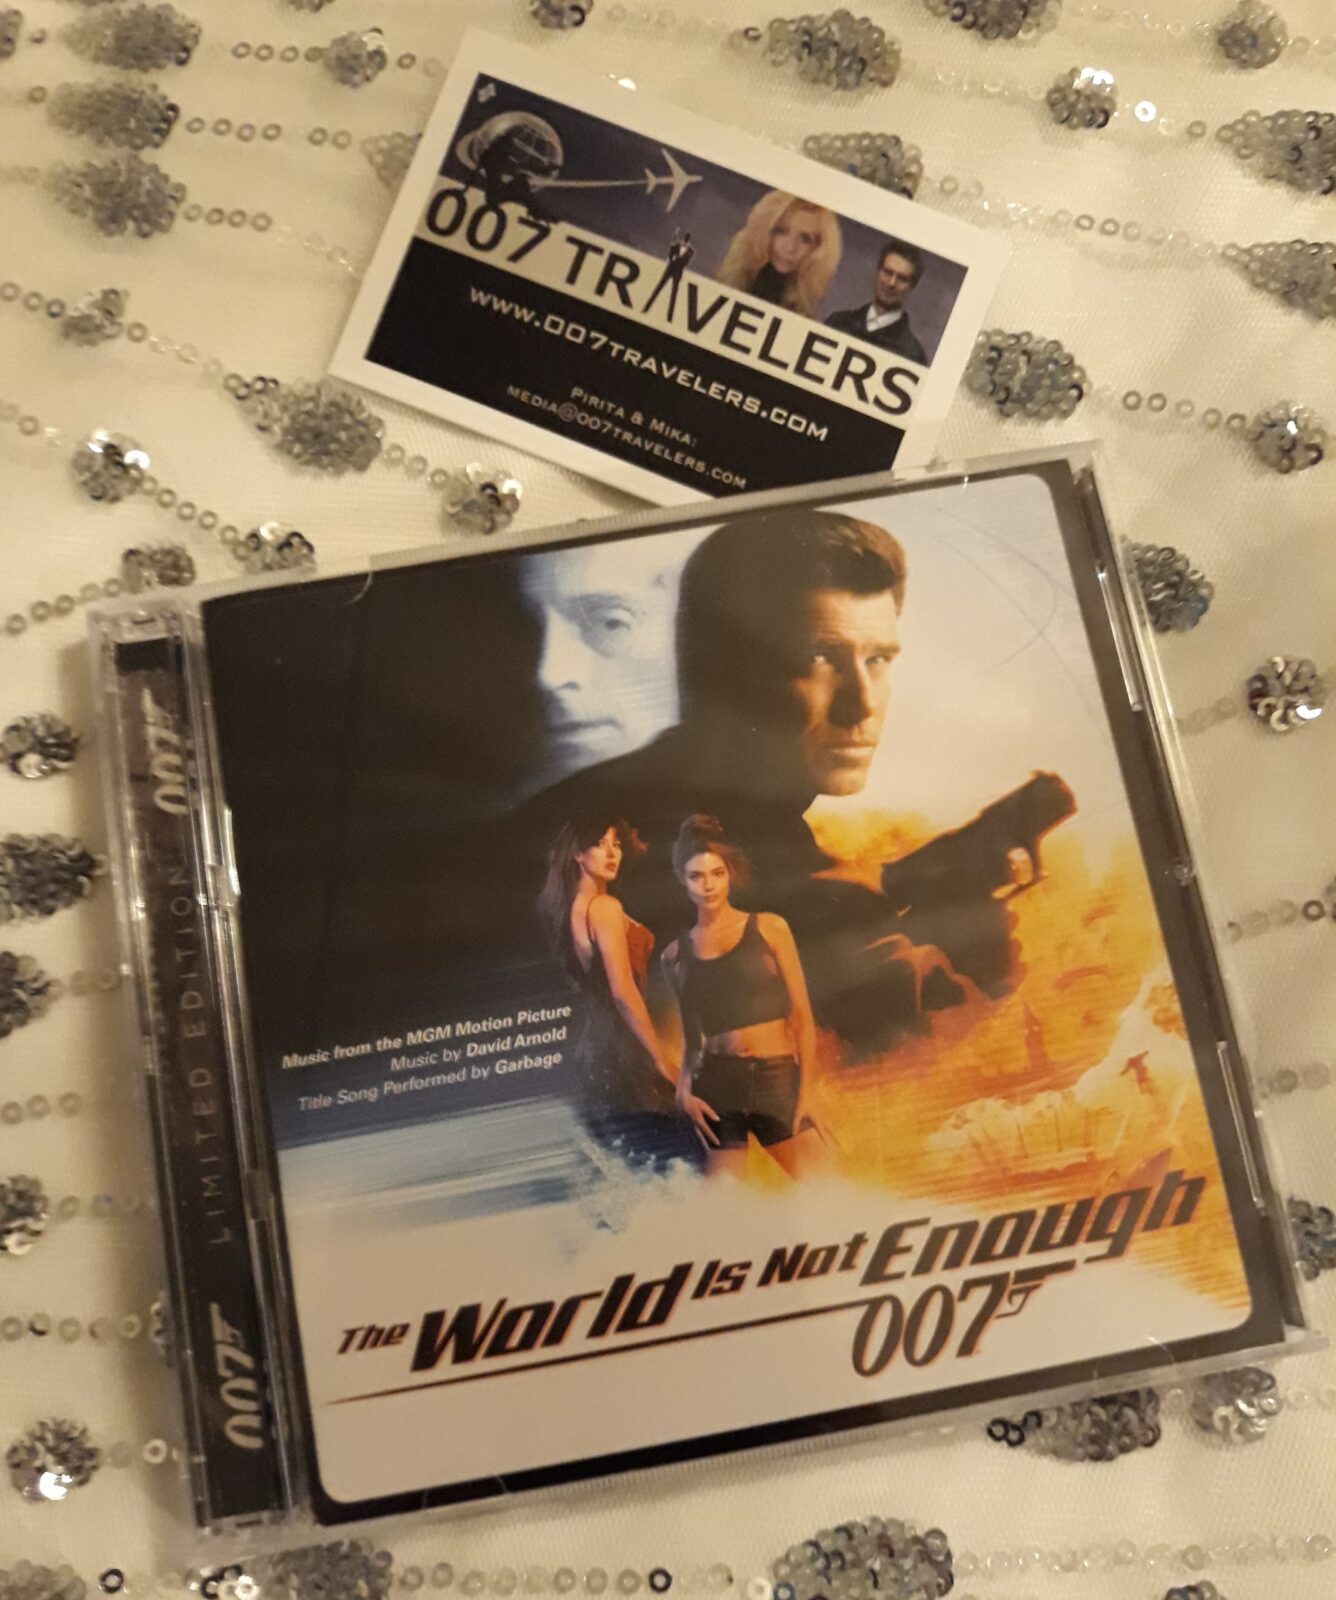 007 TRAVELERS
WWW.007TRAVELERS.COM
PIRITA & MIKA:
MEDIA@007TRAVELERS.COM
007
LIMITED EDITION
007
Music from the MGM Motion Picture
Music by David Arnold
Title Song Performed by Garbage
The World Is Not Enough
007